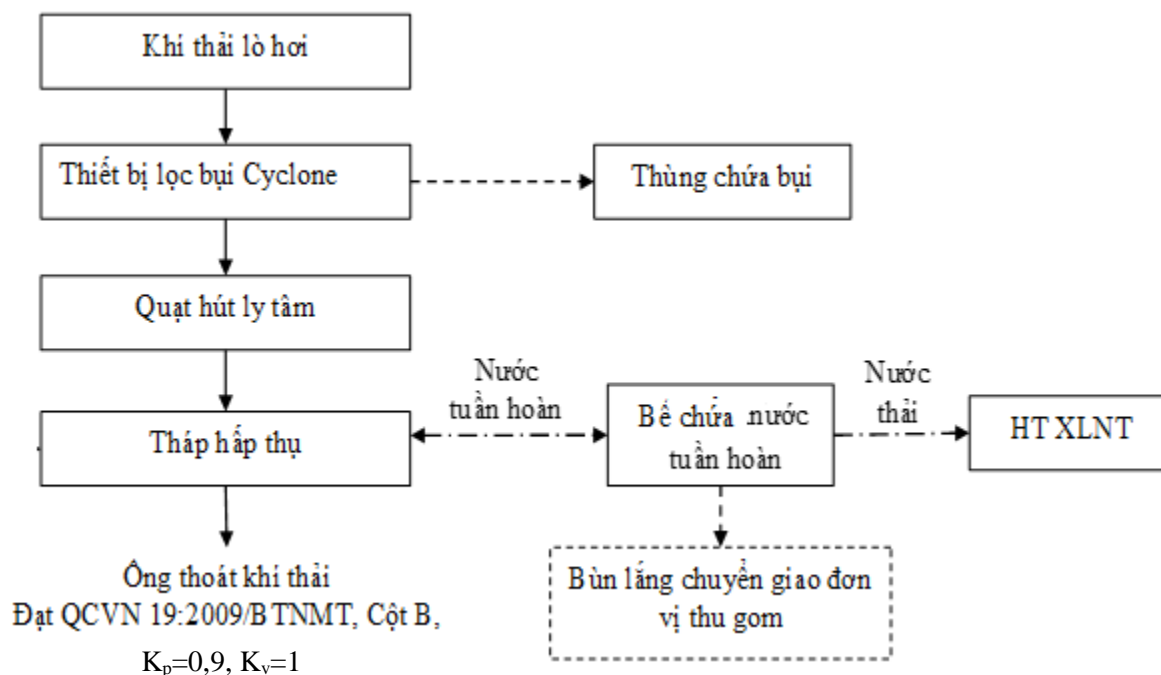 Khí thải lò hơi
Thiết bị lọc bụi Cyclone
Thùng chứa bụi
Quạt hút ly tâm
Nước
tuần hoàn
Nước
thải
Tháp hấp thụ
Bể chứa nước
tuần hoàn
HT XLNT
Ông thoát khí thải
Đạt QCVN 19:2009/BTNMT, Cột B,
Kₚ=0,9, Kᵥ=1
Bùn lắng chuyển giao đơn
vị thu gom